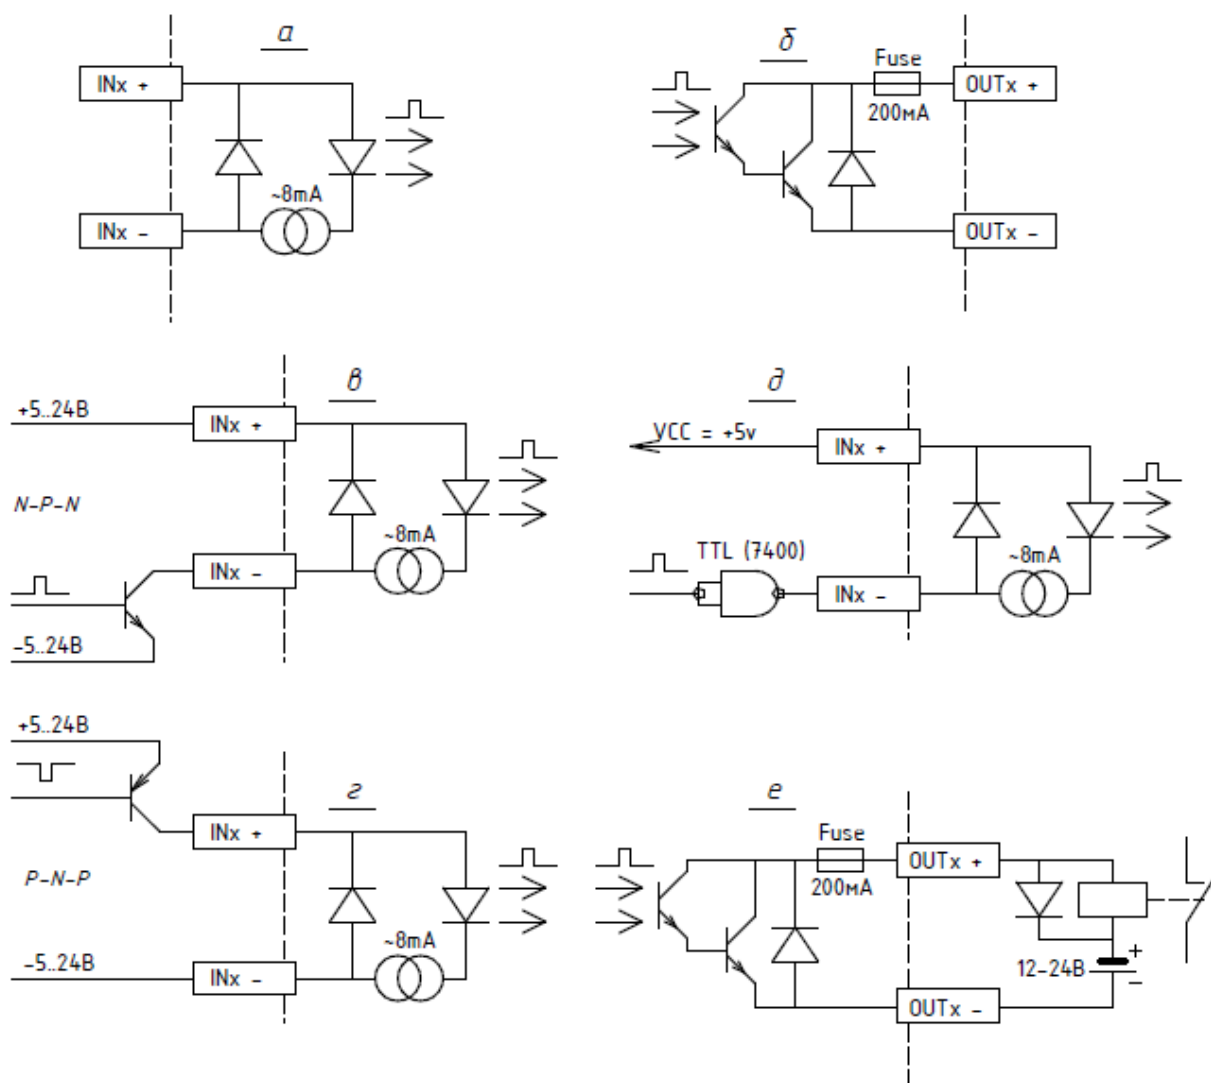 а
INx +
~8mA
INx -
б
Fuse
200мА
OUTx +
OUTx -
в
+5..24В
INx +
N-P-N
~8mA
INx -
-5..24В
д
VCC = +5v
INx +
TTL (7400)
~8mA
INx -
г
+5..24В
INx +
P-N-P
~8mA
-5..24В
INx -
е
Fuse
200мА
OUTx +
12-24В
+
-
OUTx -